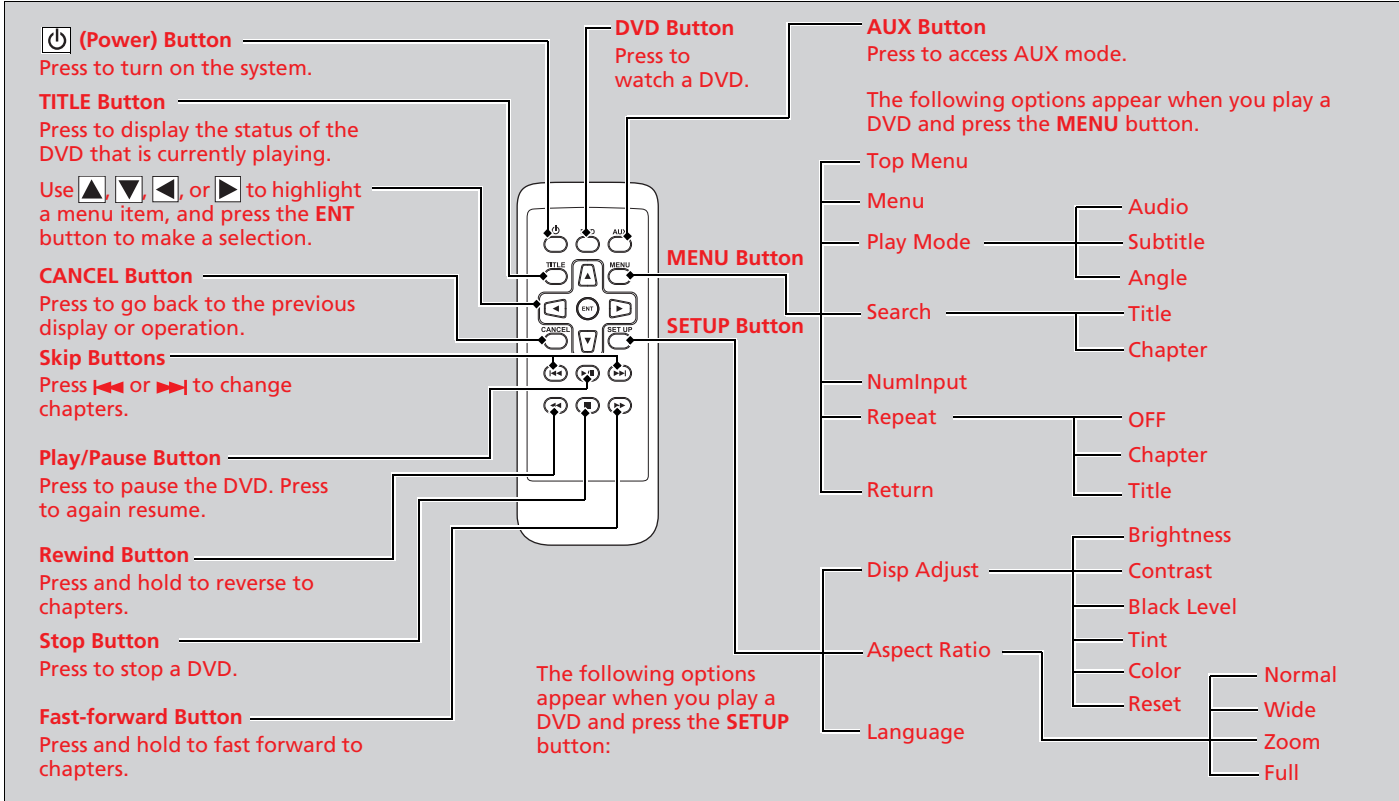 ⏻ (Power) Button
Press to turn on the system.
TITLE Button
Press to display the status of the
DVD that is currently playing.
Use ▲, ▼, ◀, or ▶ to highlight
a menu item, and press the ENT
button to make a selection.
CANCEL Button
Press to go back to the previous
display or operation.
Skip Buttons
Press |◀◀ or ▶▶| to change
chapters.
Play/Pause Button
Press to pause the DVD. Press
to again resume.
Rewind Button
Press and hold to reverse to
chapters.
Stop Button
Press to stop a DVD.
Fast-forward Button
Press and hold to fast forward to
chapters.
DVD Button
Press to
watch a DVD.
AUX
TITLE
MENU
ENT
CANCEL
SET UP
MENU Button
SETUP Button
The following options
appear when you play a
DVD and press the SETUP
button:
AUX Button
Press to access AUX mode.
The following options appear when you play a
DVD and press the MENU button.
Top Menu
Menu
Play Mode
Audio
Subtitle
Angle
Search
Title
Chapter
NumInput
Repeat
OFF
Chapter
Title
Return
Disp Adjust
Brightness
Contrast
Black Level
Tint
Color
Reset
Aspect Ratio
Normal
Wide
Zoom
Full
Language